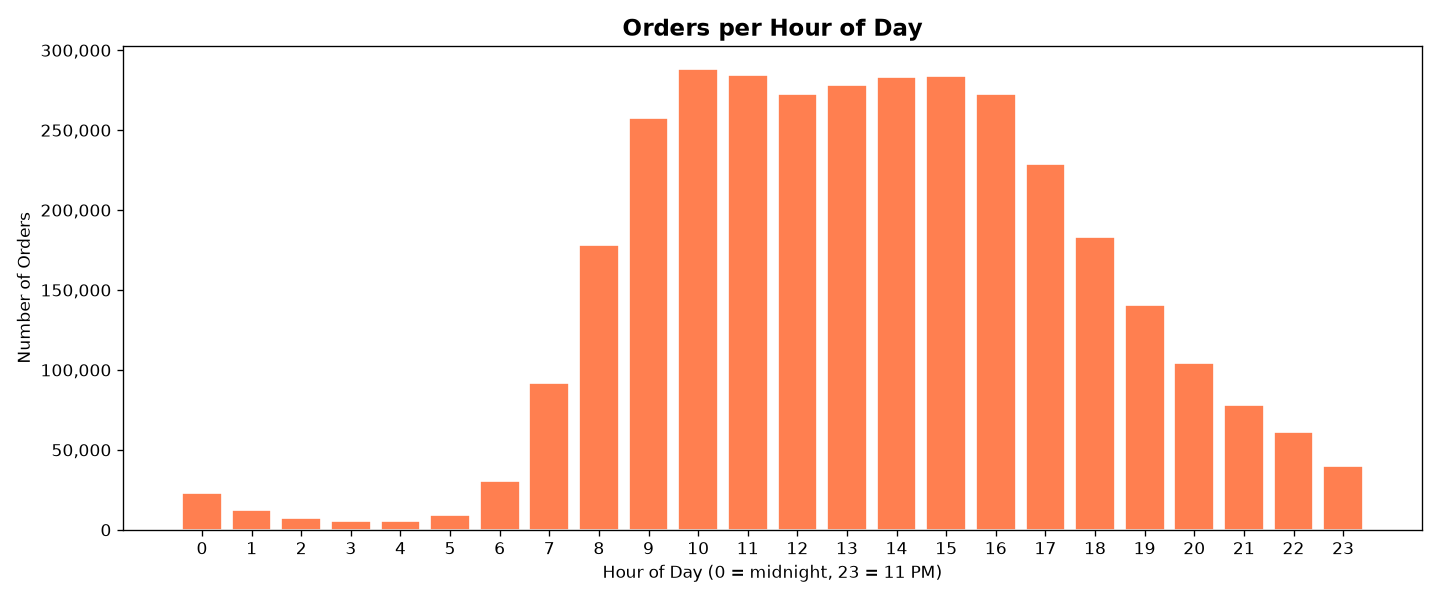 Orders per Hour of Day
Number of Orders
300,000
250,000
200,000
150,000
100,000
50,000
0
0 1 2 3 4 5 6 7 8 9 10 11 12 13 14 15 16 17 18 19 20 21 22 23
Hour of Day (0 = midnight, 23 = 11 PM)